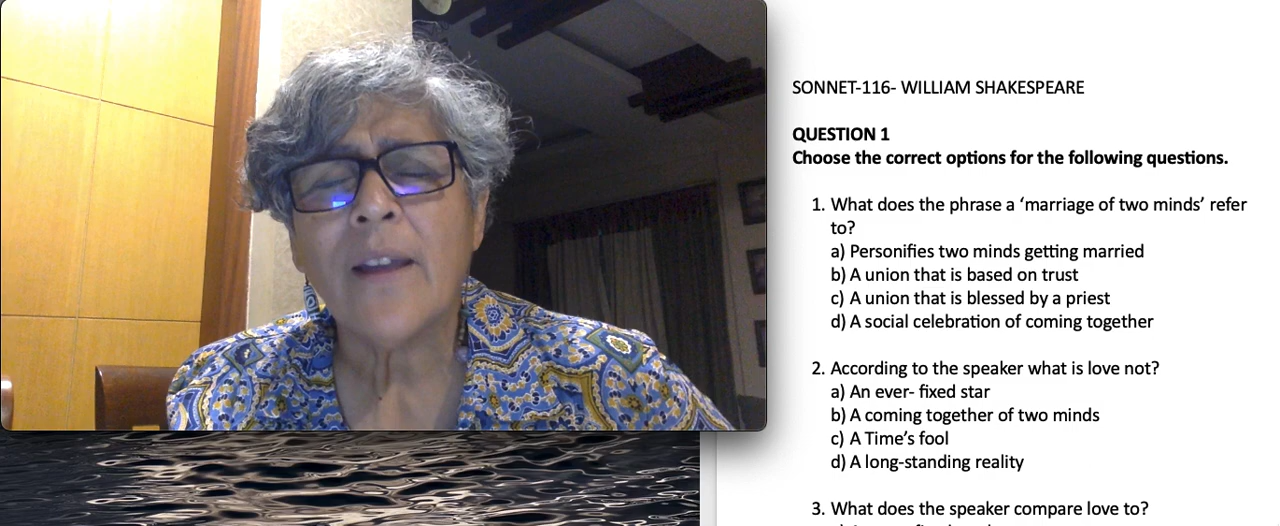 SONNET-116- WILLIAM SHAKESPEARE
QUESTION 1
Choose the correct options for the following questions.
1. What does the phrase a ‘marriage of two minds’ refer
to?
a) Personifies two minds getting married
b) A union that is based on trust
c) A union that is blessed by a priest
d) A social celebration of coming together
2. According to the speaker what is love not?
a) An ever- fixed star
b) A coming together of two minds
c) A Time’s fool
d) A long-standing reality
3. What does the speaker compare love to?